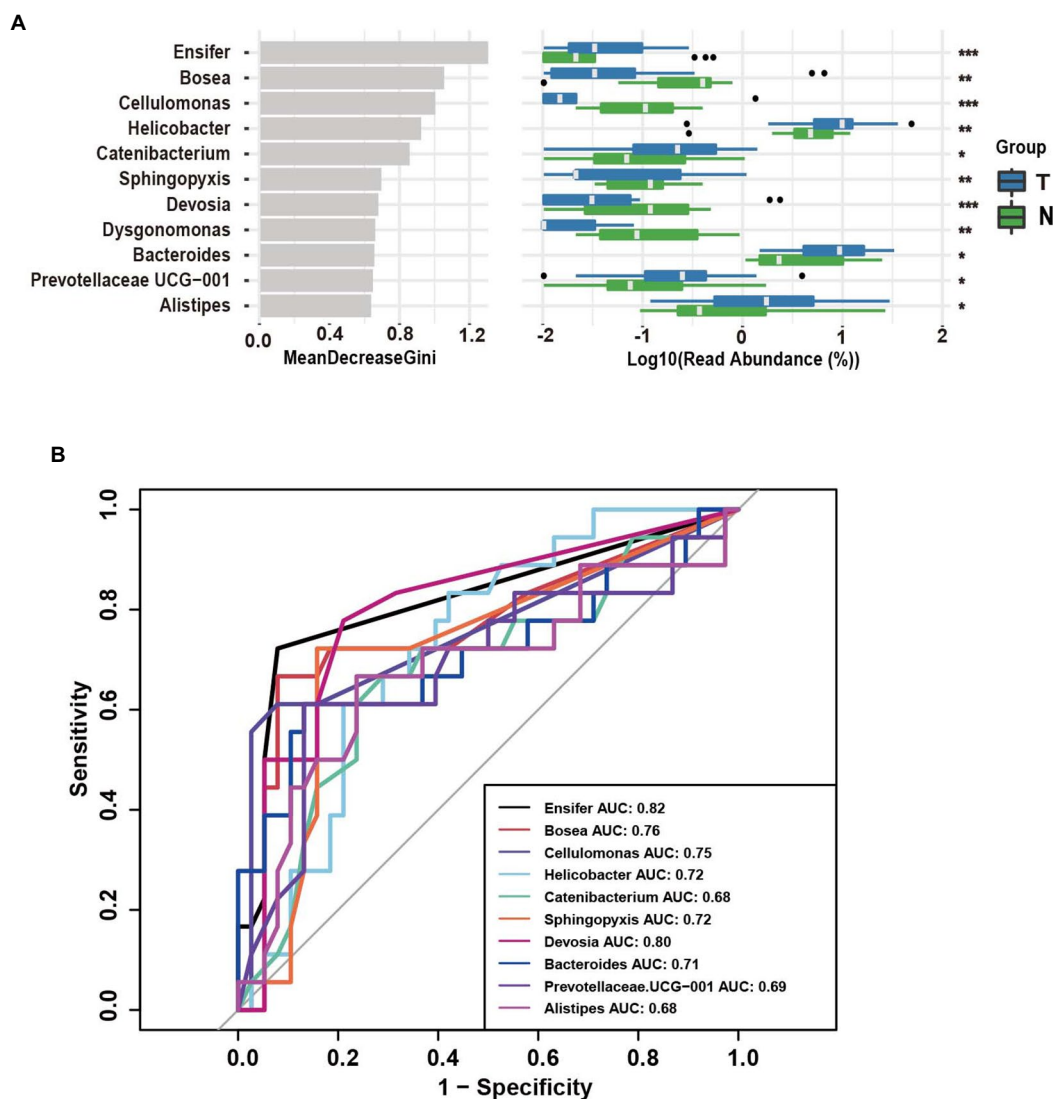 A
Ensifer
***
Bosea
**
Cellulomonas
***
Helicobacter
**
Catenibacterium
*
Sphingopyxis
**
Devosia
***
Dysgonomonas
**
Bacteroides
*
Prevotellaceae UCG−001
*
Alistipes
*
Group
T
N
0.0 0.4 0.8 1.2
MeanDecreaseGini
-2 -1 0 1 2
Log10(Read Abundance (%))
B
1.0
0.8
0.6
0.4
0.2
0.0
Sensitivity
Ensifer AUC: 0.82
Bosea AUC: 0.76
Cellulomonas AUC: 0.75
Helicobacter AUC: 0.72
Catenibacterium AUC: 0.68
Sphingopyxis AUC: 0.72
Devosia AUC: 0.80
Bacteroides AUC: 0.71
Prevotellaceae.UCG−001 AUC: 0.69
Alistipes AUC: 0.68
0.0 0.2 0.4 0.6 0.8 1.0
1 − Specificity